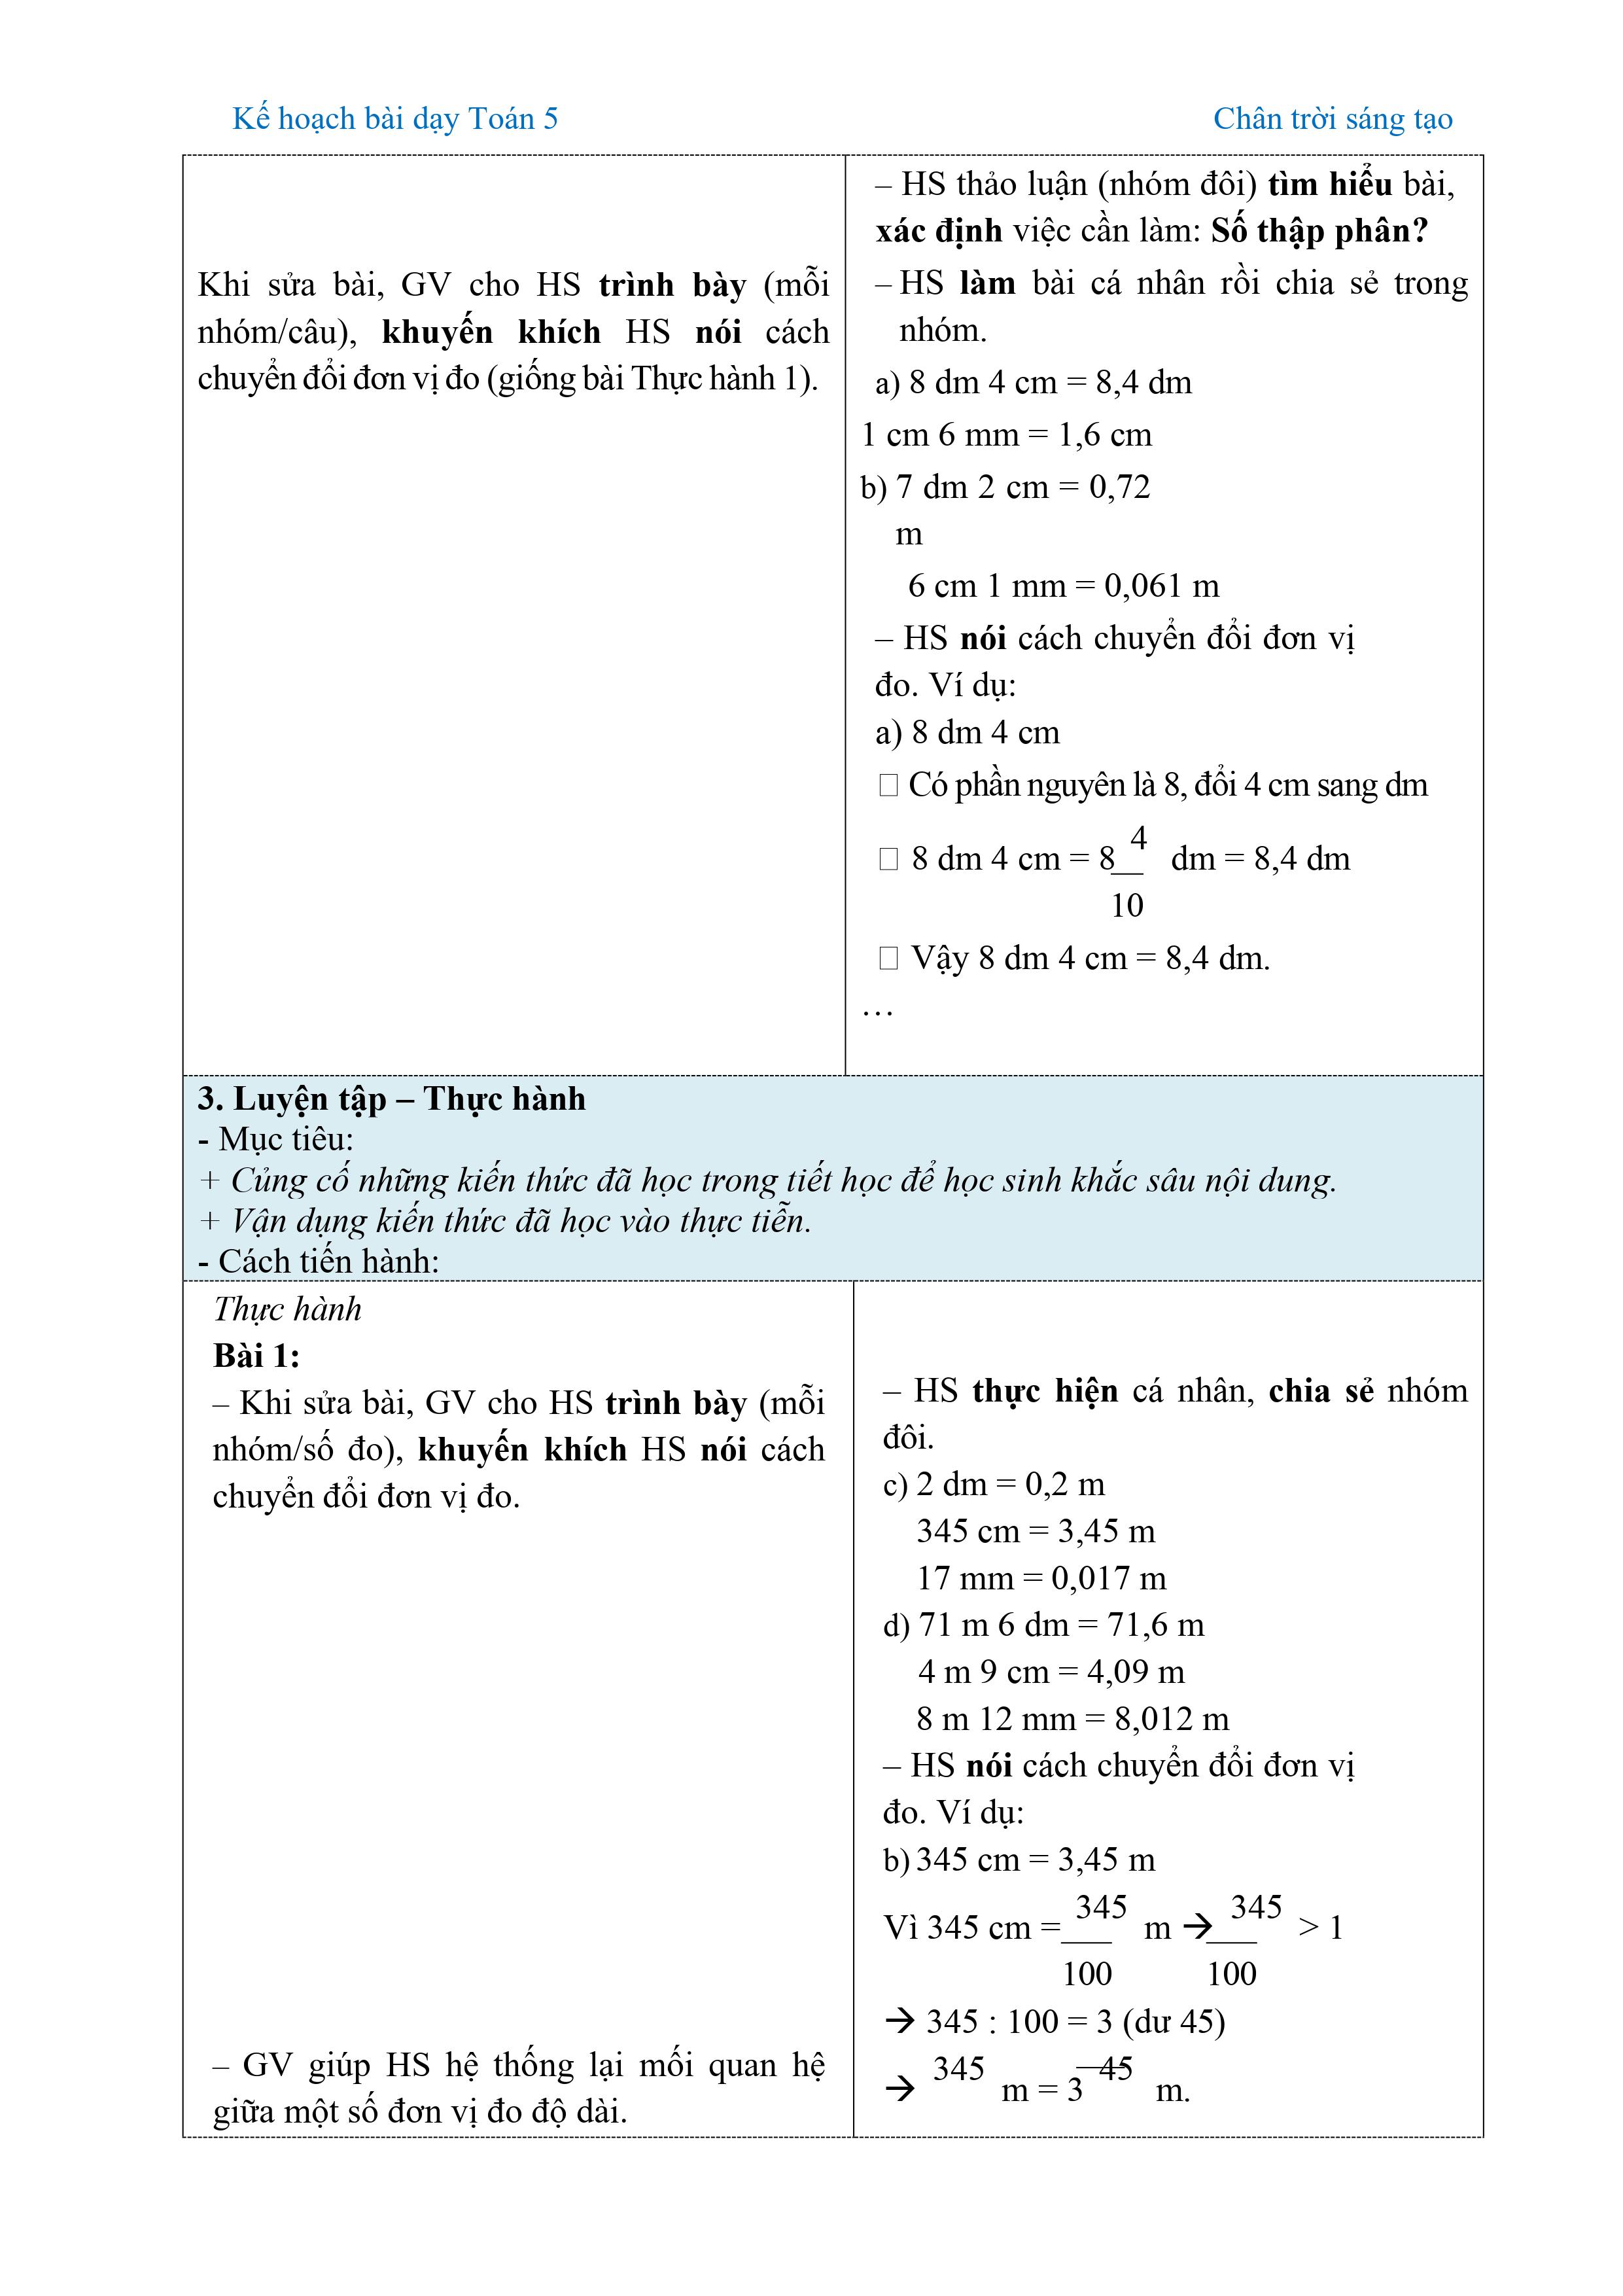 Kế hoạch bài dạy Toán 5
Chân trời sáng tạo
Khi sửa bài, GV cho HS trình bày (mỗi
nhóm/câu), khuyến khích HS nói cách
chuyển đổi đơn vị đo (giống bài Thực hành 1).
– HS thảo luận (nhóm đôi) tìm hiểu bài,
xác định việc cần làm: Số thập phân?
– HS làm bài cá nhân rồi chia sẻ trong
nhóm.
a) 8 dm 4 cm = 8,4 dm
1 cm 6 mm = 1,6 cm
b) 7 dm 2 cm = 0,72
m
6 cm 1 mm = 0,061 m
– HS nói cách chuyển đổi đơn vị
đo. Ví dụ:
a) 8 dm 4 cm
□ Có phần nguyên là 8, đổi 4 cm sang dm
4
□ 8 dm 4 cm = 8__ dm = 8,4 dm
10
□ Vậy 8 dm 4 cm = 8,4 dm.
…
3. Luyện tập – Thực hành
- Mục tiêu:
+ Củng cố những kiến thức đã học trong tiết học để học sinh khắc sâu nội dung.
+ Vận dụng kiến thức đã học vào thực tiễn.
- Cách tiến hành:
Thực hành
Bài 1:
– Khi sửa bài, GV cho HS trình bày (mỗi
nhóm/số đo), khuyến khích HS nói cách
chuyển đổi đơn vị đo.
– GV giúp HS hệ thống lại mối quan hệ
giữa một số đơn vị đo độ dài.
– HS thực hiện cá nhân, chia sẻ nhóm
đôi.
c) 2 dm = 0,2 m
345 cm = 3,45 m
17 mm = 0,017 m
d) 71 m 6 dm = 71,6 m
4 m 9 cm = 4,09 m
8 m 12 mm = 8,012 m
– HS nói cách chuyển đổi đơn vị
đo. Ví dụ:
b) 345 cm = 3,45 m
345 345
Vì 345 cm =___ m →___ > 1
100 100
→ 345 : 100 = 3 (dư 45)
345 45
→ m = 3 m.